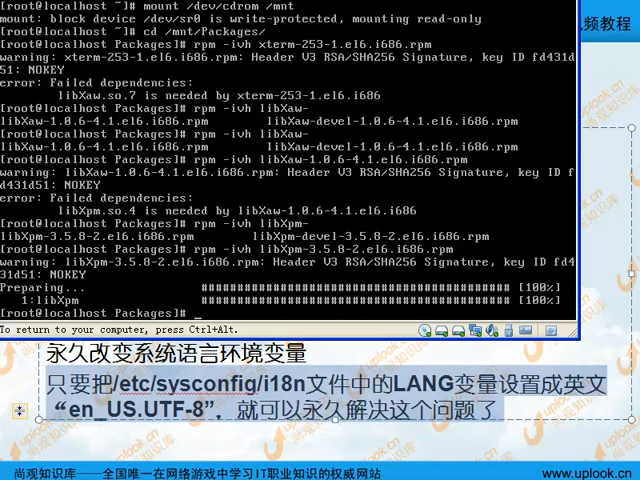 [root@localhost ~]# mount /dev/cdrom /mnt
mount: block device /dev/sr0 is write-protected, mounting read-only
[root@localhost ~]# cd /mnt/Packages/
[root@localhost Packages]# rpm -ivh xterm-253-1.el6.i686.rpm
warning: xterm-253-1.el6.i686.rpm: Header V3 RSA/SHA256 Signature, key ID fd431d
51: NOKEY
error: Failed dependencies:
libXaw.so.7 is needed by xterm-253-1.el6.i686
[root@localhost Packages]# rpm -ivh libXaw-
libXaw-1.0.6-4.1.el6.i686.rpm libXaw-devel-1.0.6-4.1.el6.i686.rpm
[root@localhost Packages]# rpm -ivh libXaw-
libXaw-1.0.6-4.1.el6.i686.rpm libXaw-devel-1.0.6-4.1.el6.i686.rpm
[root@localhost Packages]# rpm -ivh libXaw-1.0.6-4.1.el6.i686.rpm
warning: libXaw-1.0.6-4.1.el6.i686.rpm: Header V3 RSA/SHA256 Signature, key ID f
d431d51: NOKEY
error: Failed dependencies:
libXpm.so.4 is needed by libXaw-1.0.6-4.1.el6.i686
[root@localhost Packages]# rpm -ivh libXpm-
libXpm-3.5.8-2.el6.i686.rpm libXpm-devel-3.5.8-2.el6.i686.rpm
[root@localhost Packages]# rpm -ivh libXpm-3.5.8-2.el6.i686.rpm
warning: libXpm-3.5.8-2.el6.i686.rpm: Header V3 RSA/SHA256 Signature, key ID fd4
31d51: NOKEY
Preparing... ########################################### [100%]
1:libXpm ########################################### [100%]
[root@localhost Packages]# _
To return to your computer, press Ctrl+Alt.
频教程
永久改变系统语言环境变量
只要把/etc/sysconfig/i18n文件中的LANG变量设置成英文
“en_US.UTF-8”，就可以永久解决这个问题了
尚观知识库——全国唯一在网络游戏中学习IT职业知识的权威网站
www.uplook.cn